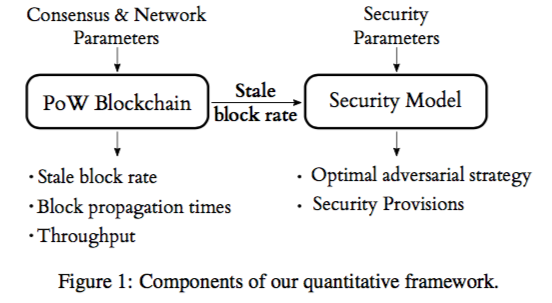 Consensus & Network
Parameters
Security
Parameters
PoW Blockchain
Stale
block rate
Security Model
· Stale block rate
· Block propagation times
· Throughput
· Optimal adversarial strategy
· Security Provisions
Figure 1: Components of our quantitative framework.